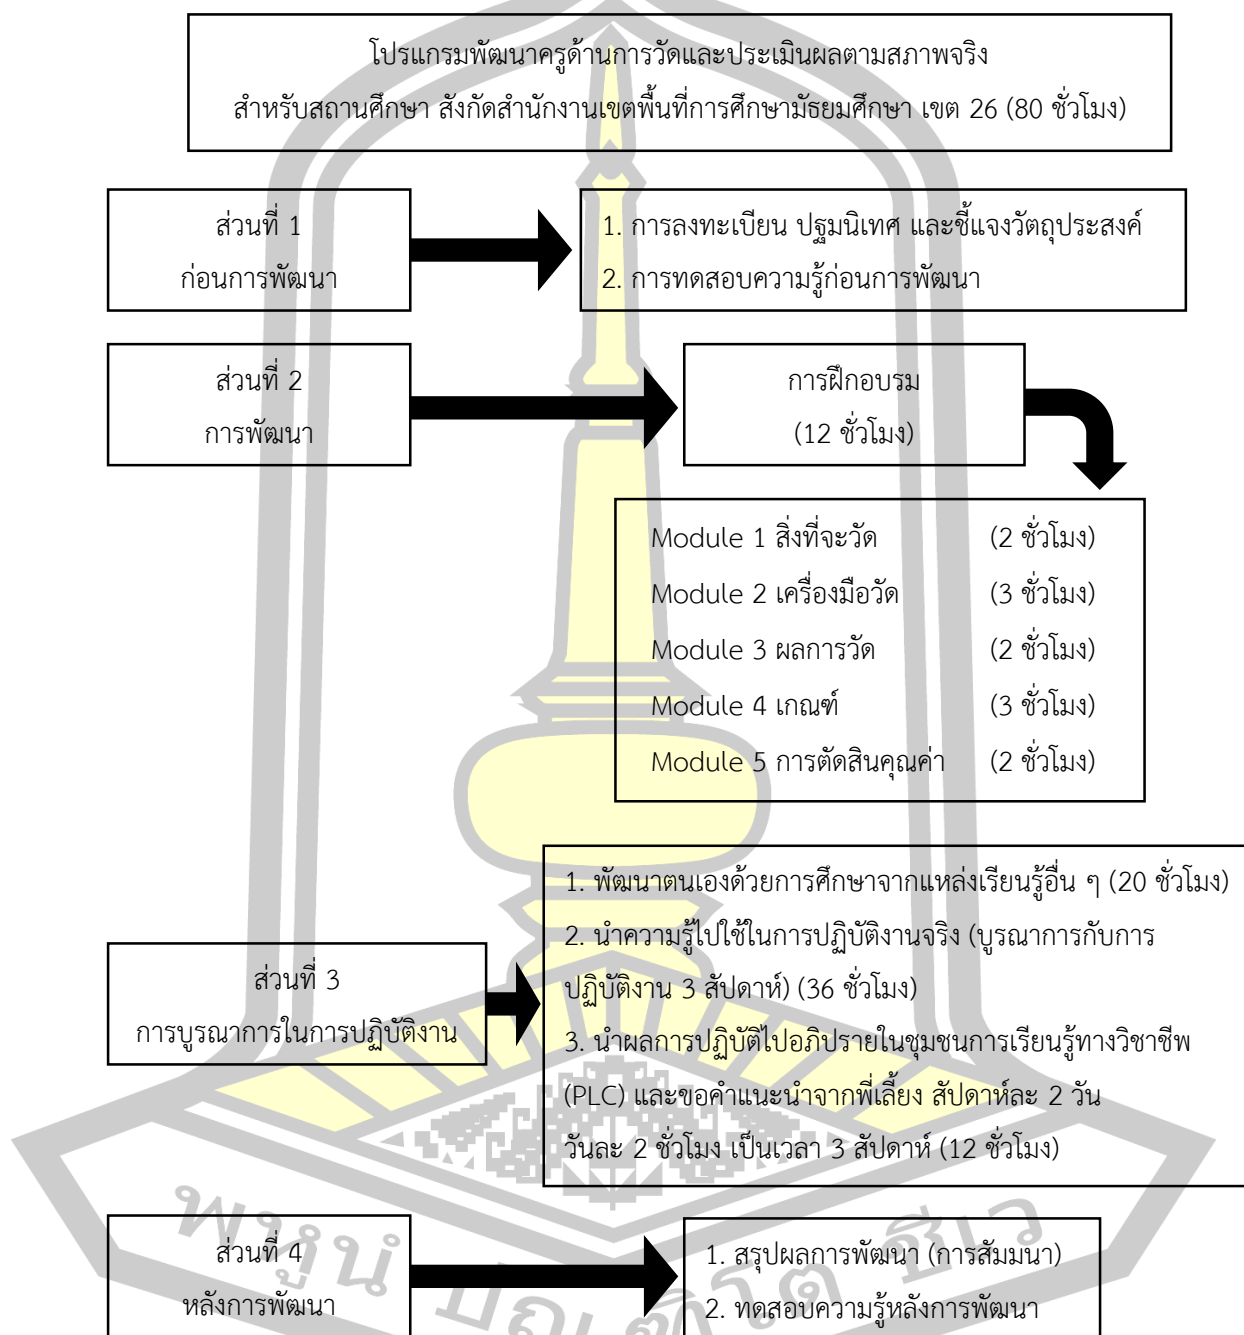 โปรแกรมพัฒนาครูด้านการวัดและประเมินผลตามสภาพจริง
สำหรับสถานศึกษา สังกัดสำนักงานเขตพื้นที่การศึกษามัธยมศึกษา เขต 26 (80 ชั่วโมง)
ส่วนที่ 1
ก่อนการพัฒนา
1. การลงทะเบียน ปฐมนิเทศ และชี้แจงวัตถุประสงค์
2. การทดสอบความรู้ก่อนการพัฒนา
ส่วนที่ 2
การพัฒนา
การฝึกอบรม
(12 ชั่วโมง)
Module 1 สิ่งที่จะวัด (2 ชั่วโมง)
Module 2 เครื่องมือวัด (3 ชั่วโมง)
Module 3 ผลการวัด (2 ชั่วโมง)
Module 4 เกณฑ์ (3 ชั่วโมง)
Module 5 การตัดสินคุณค่า (2 ชั่วโมง)
ส่วนที่ 3
การบูรณาการในการปฏิบัติงาน
1. พัฒนาตนเองด้วยการศึกษาจากแหล่งเรียนรู้อื่น ๆ (20 ชั่วโมง)
2. นำความรู้ไปใช้ในการปฏิบัติงานจริง (บูรณาการกับการ
ปฏิบัติงาน 3 สัปดาห์) (36 ชั่วโมง)
3. นำผลการปฏิบัติไปอภิปรายในชุมชนการเรียนรู้ทางวิชาชีพ
(PLC) และขอคำแนะนำจากพี่เลี้ยง สัปดาห์ละ 2 วัน
วันละ 2 ชั่วโมง เป็นเวลา 3 สัปดาห์ (12 ชั่วโมง)
ส่วนที่ 4
หลังการพัฒนา
1. สรุปผลการพัฒนา (การสัมมนา)
2. ทดสอบความรู้หลังการพัฒนา
พหูนํ ปณฺฑิโต ชีเว